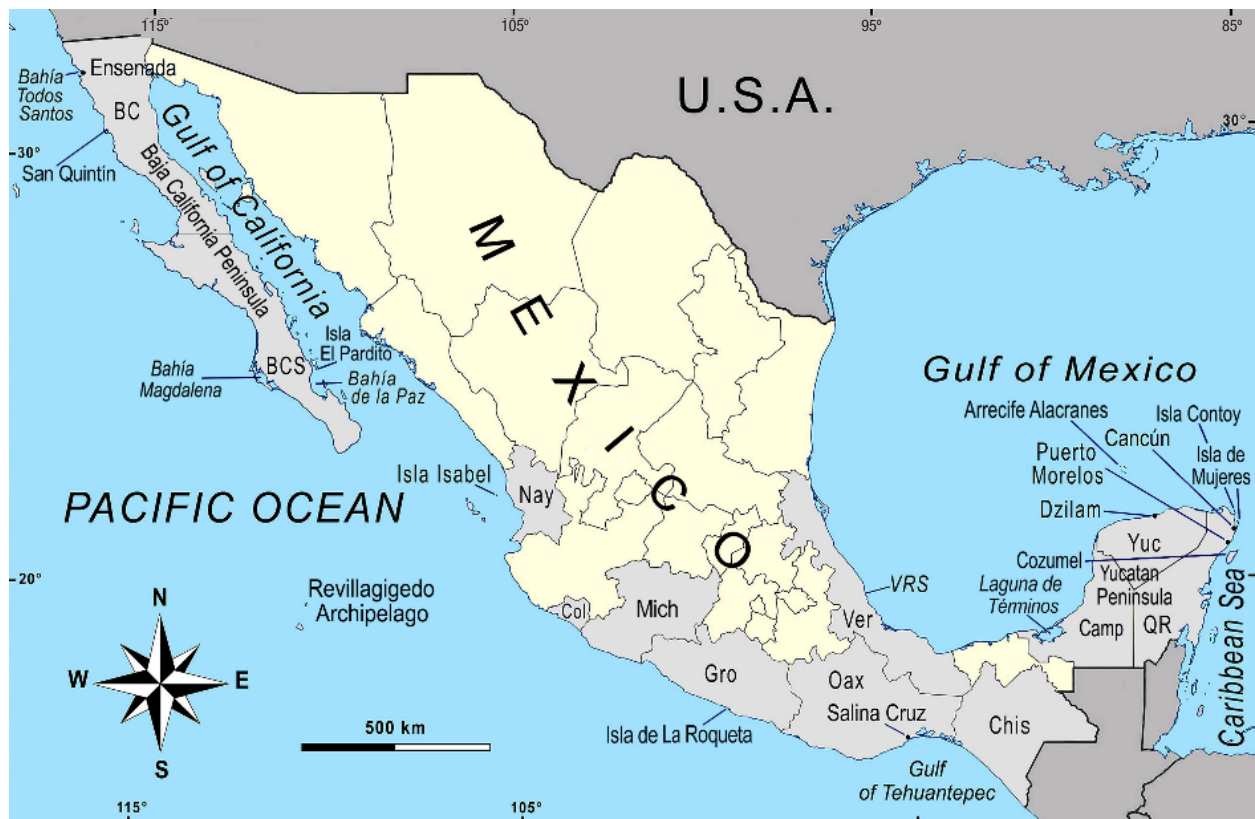 115°
105°
95°
85°
U.S.A.
Ensenada
Bahía
Todos
Santos
BC
30°
30°
San Quintín
Gulf of California
Baja California Peninsula
MEXICO
Isla
El Pardito
BCS
Bahía
Magdalena
Bahía
de la Paz
Gulf of Mexico
Arrecife Alacranes
Isla Contoy
Cancún
Isla de
Mujeres
Puerto
Morelos
Isla Isabel
Nay
PACIFIC OCEAN
Dzilam
Yuc
Cozumel
20°
20°
Yucatan
Peninsula
Laguna de
Términos
VRS
Revillagigedo
Archipelago
Col
Mich
Ver
Camp
QR
Caribbean Sea
N
W
E
S
Gro
Oax
Salina Cruz
Chis
500 km
Isla de La Roqueta
Gulf
of Tehuantepec
115°
105°